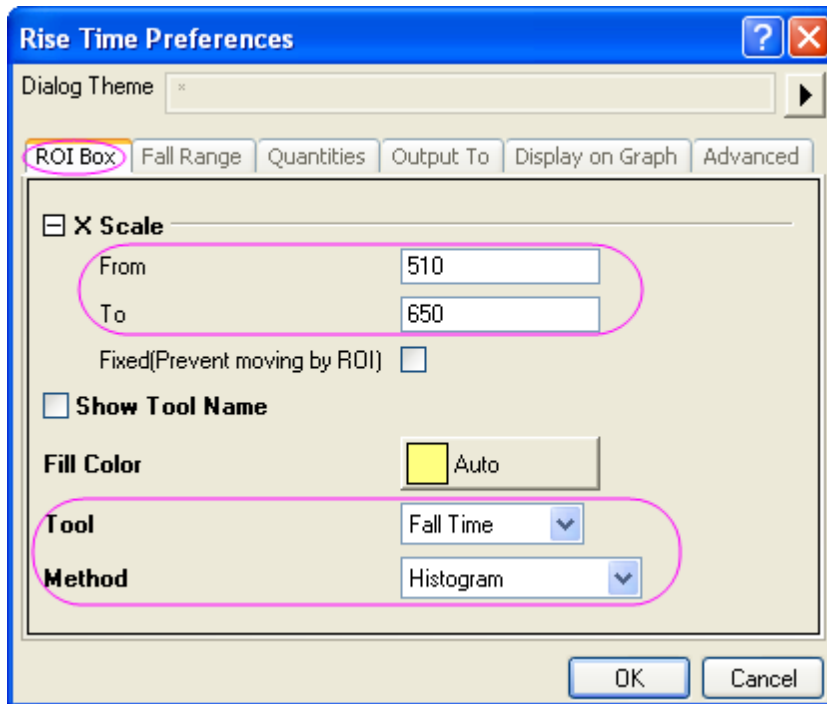 Rise Time Preferences
Dialog Theme *
ROI Box Fall Range Quantities Output To Display on Graph Advanced
X Scale
From 510
To 650
Fixed(Prevent moving by ROI)
Show Tool Name
Fill Color Auto
Tool Fall Time
Method Histogram
OK Cancel